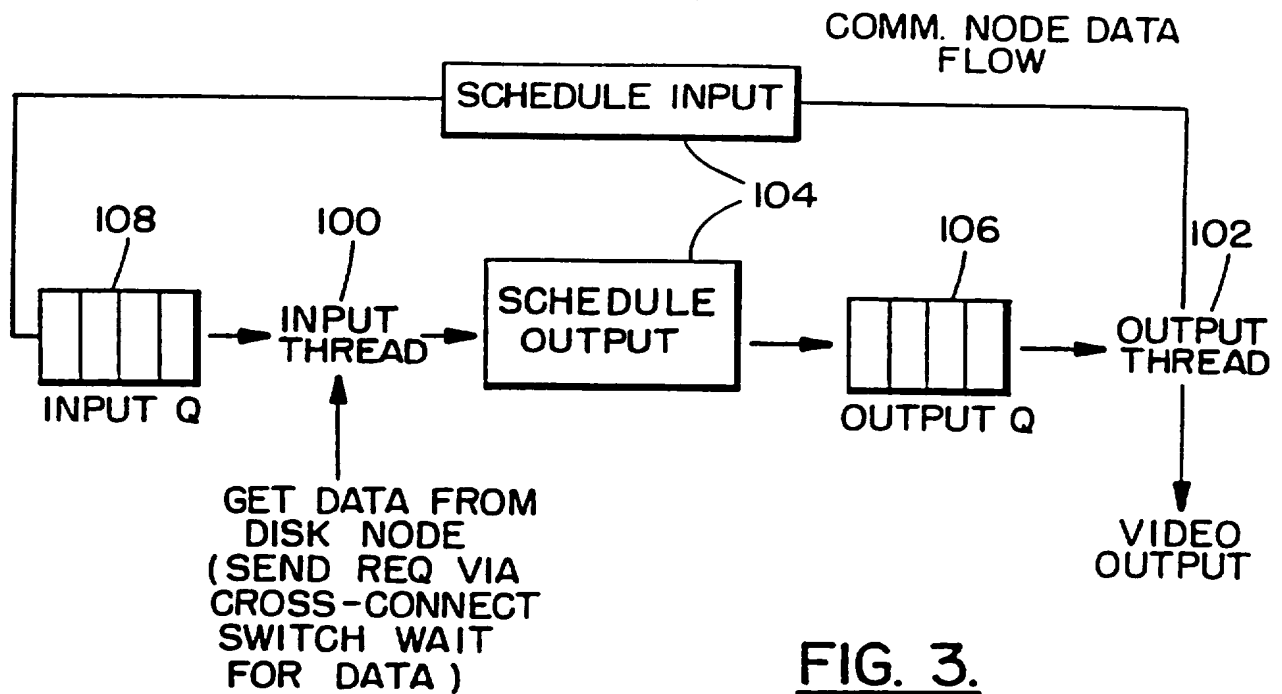 COMM. NODE DATA
FLOW
SCHEDULE INPUT
104
108
100
106
102
INPUT
THREAD
SCHEDULE
OUTPUT
OUTPUT
THREAD
INPUT Q
OUTPUT Q
GET DATA FROM
DISK NODE
(SEND REQ VIA
CROSS-CONNECT
SWITCH WAIT
FOR DATA)
VIDEO
OUTPUT
FIG. 3.